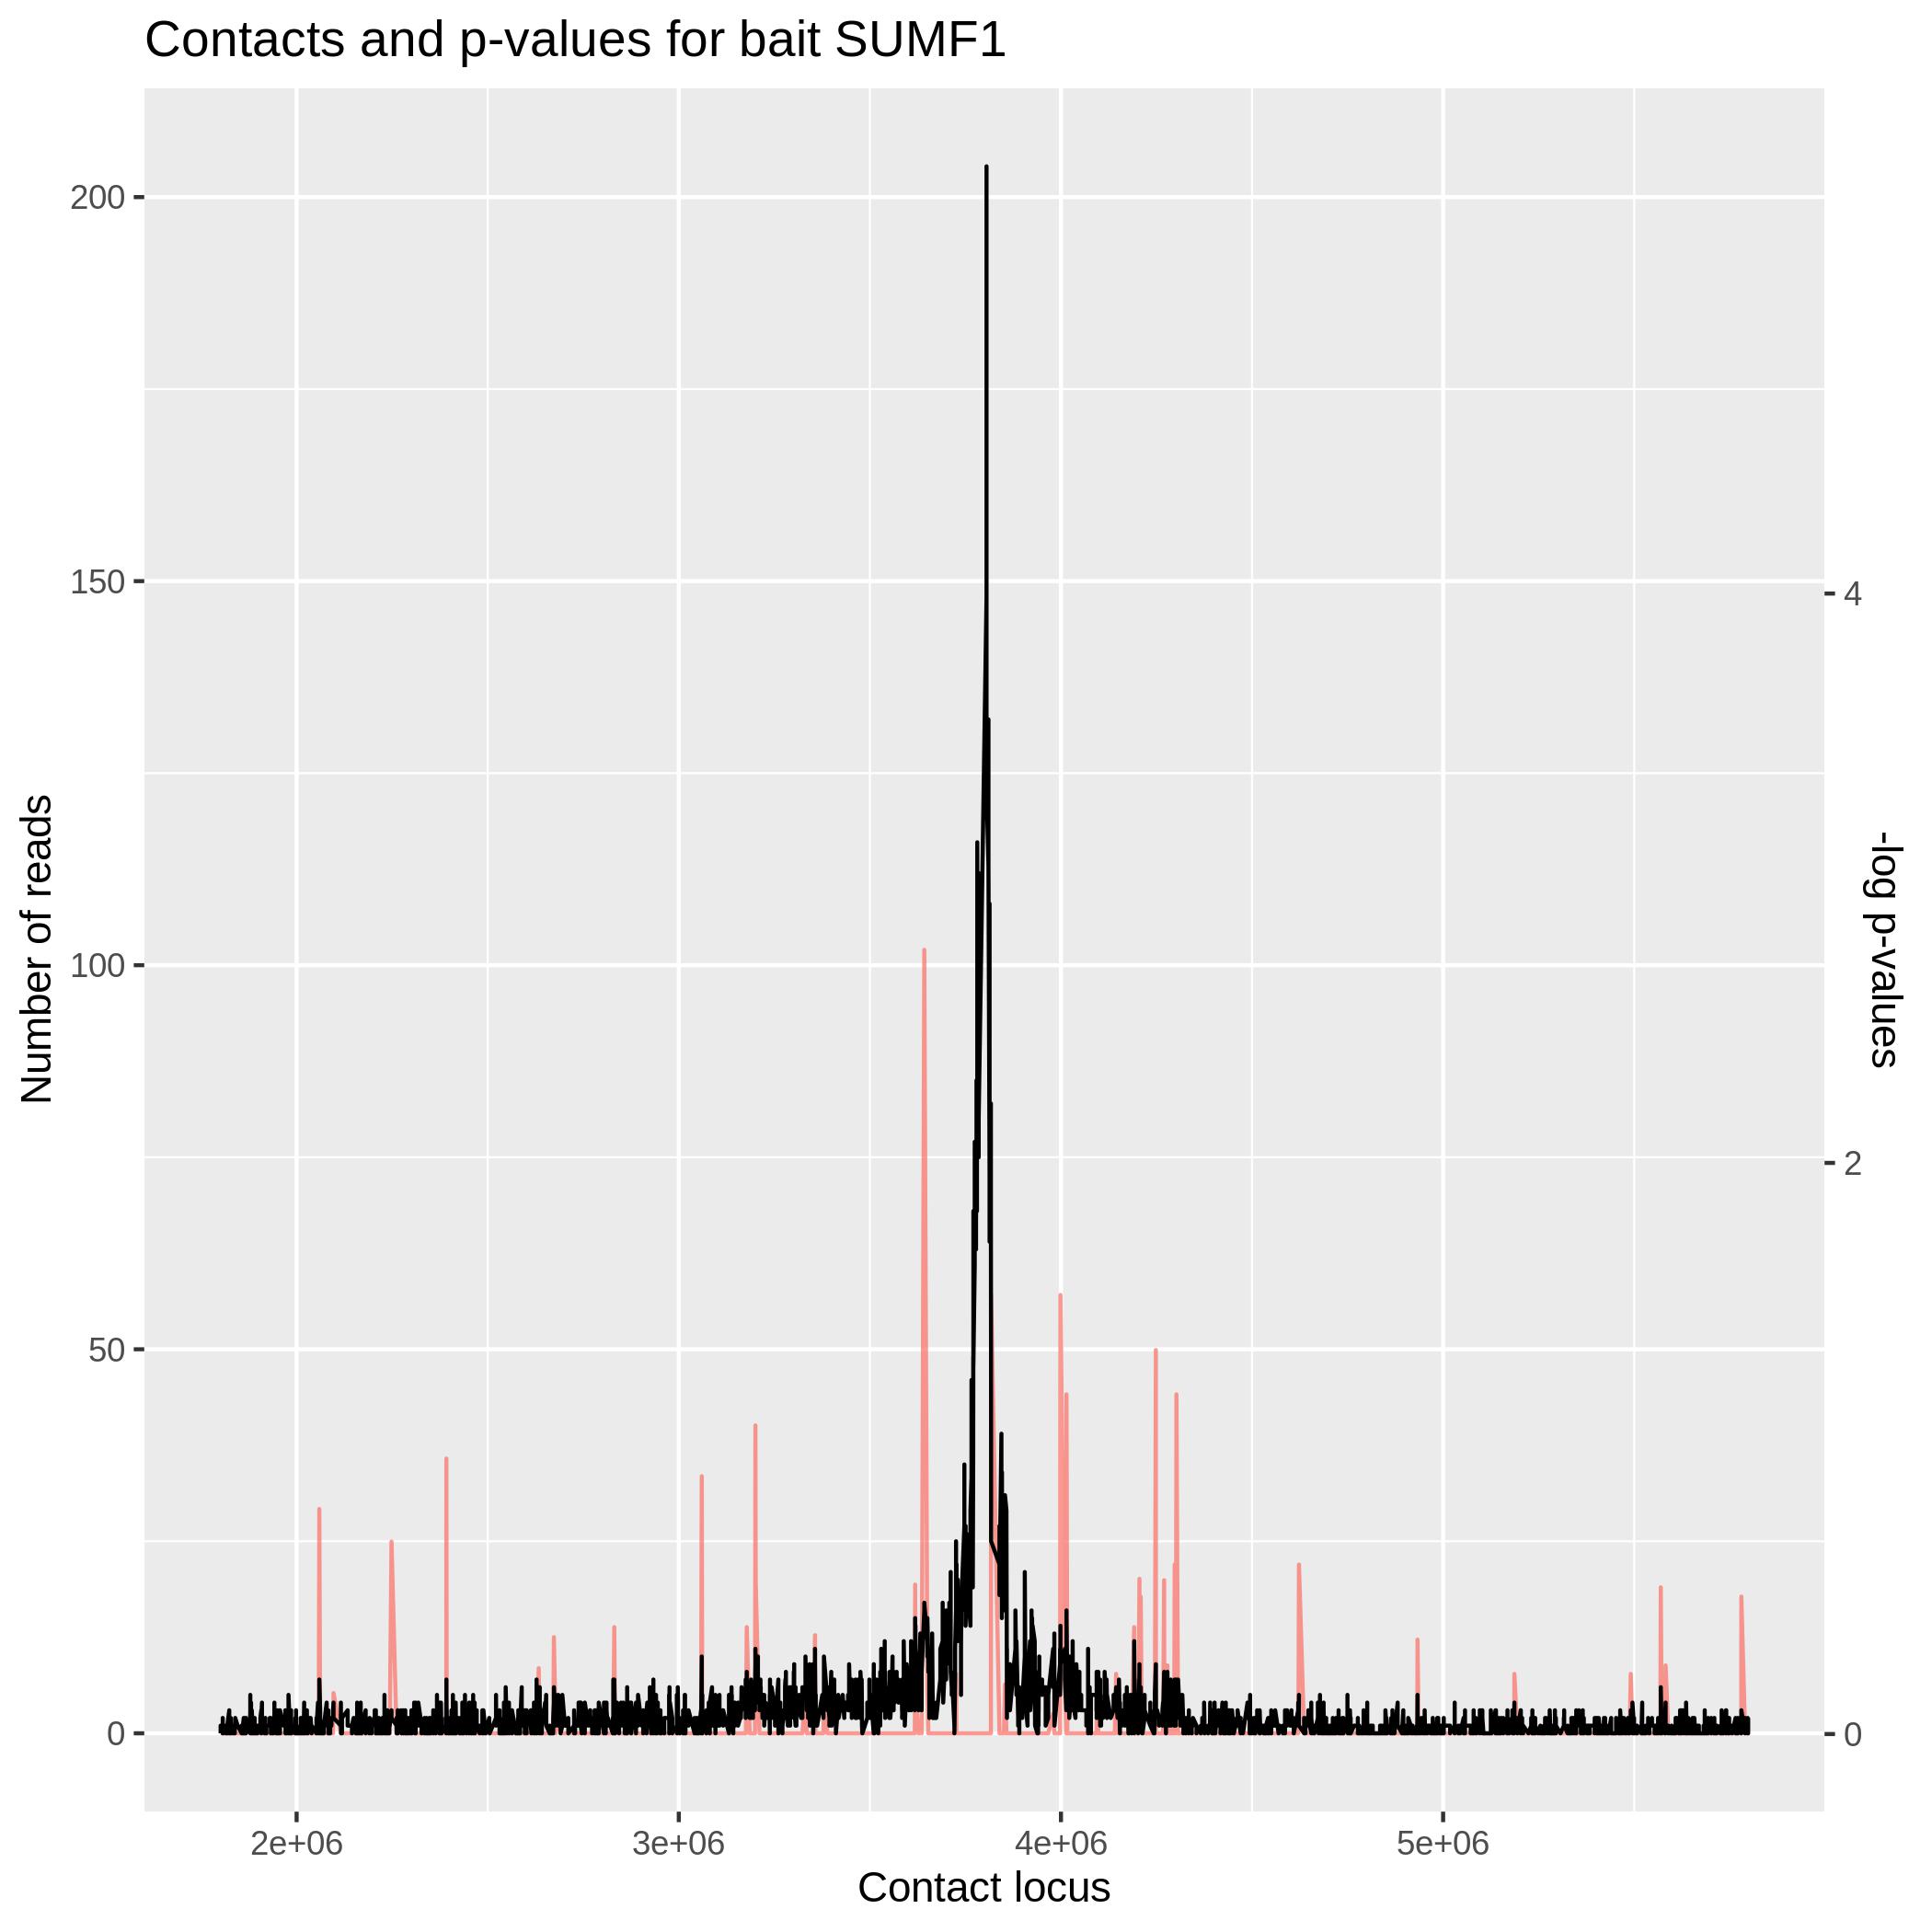 Contacts and p-values for bait SUMF1
200
150
100
50
0
Number of reads
4
2
0
-log p-values
2e+06
3e+06
4e+06
5e+06
Contact locus